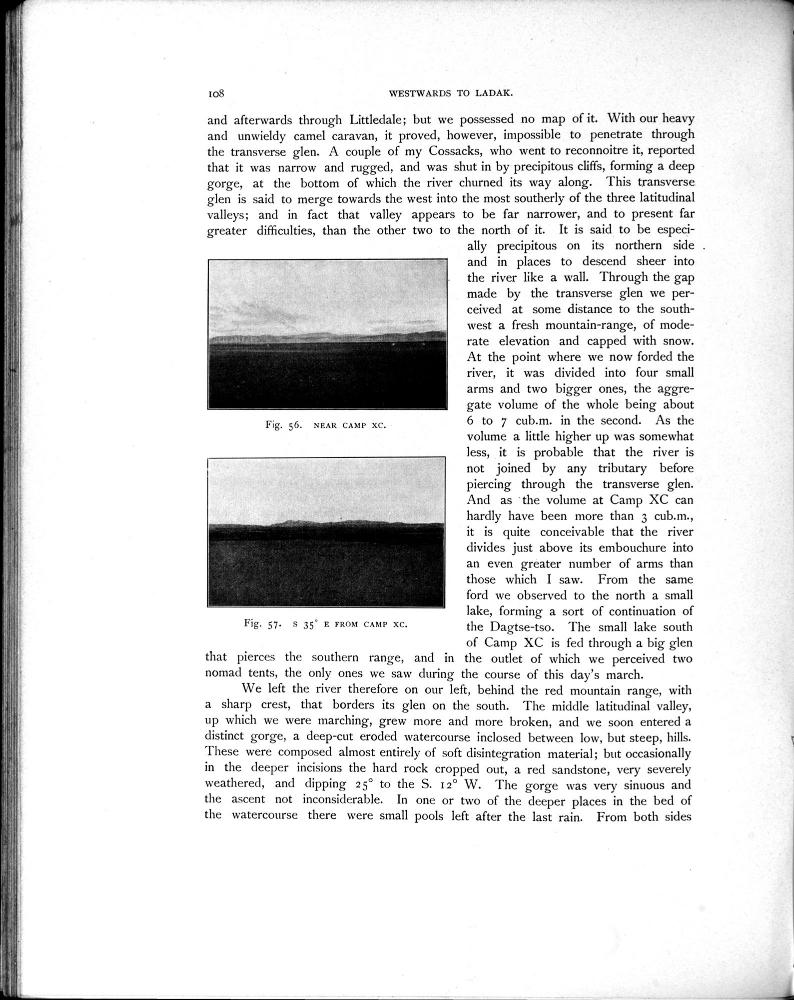 108
WESTWARDS TO LADAK.
and afterwards through Littledale; but we possessed no map of it. With our heavy
and unwieldy camel caravan, it proved, however, impossible to penetrate through
the transverse glen. A couple of my Cossacks, who went to reconnoitre it, reported
that it was narrow and rugged, and was shut in by precipitous cliffs, forming a deep
gorge, at the bottom of which the river churned its way along. This transverse
glen is said to merge towards the west into the most southerly of the three latitudinal
valleys; and in fact that valley appears to be far narrower, and to present far
greater difficulties, than the other two to the north of it. It is said to be especi-
ally precipitous on its northern side
and in places to descend sheer into
the river like a wall. Through the gap
made by the transverse glen we per-
ceived at some distance to the south-
west a fresh mountain-range, of mode-
rate elevation and capped with snow.
At the point where we now forded the
river, it was divided into four small
arms and two bigger ones, the aggre-
gate volume of the whole being about
6 to 7 cub.m. in the second. As the
volume a little higher up was somewhat
less, it is probable that the river is
not joined by any tributary before
piercing through the transverse glen.
And as the volume at Camp XC can
hardly have been more than 3 cub.m.,
it is quite conceivable that the river
divides just above its embouchure into
an even greater number of arms than
those which I saw. From the same
ford we observed to the north a small
lake, forming a sort of continuation of
the Dagtse-tso. The small lake south
of Camp XC is fed through a big glen
Fig. 56. NEAR CAMP XC.
Fig. 57. S 35° E FROM CAMP XC.
that pierces the southern range, and in the outlet of which we perceived two
nomad tents, the only ones we saw during the course of this day's march.
We left the river therefore on our left, behind the red mountain range, with
a sharp crest, that borders its glen on the south. The middle latitudinal valley,
up which we were marching, grew more and more broken, and we soon entered a
distinct gorge, a deep-cut eroded watercourse inclosed between low, but steep, hills.
These were composed almost entirely of soft disintegration material; but occasionally
in the deeper incisions the hard rock cropped out, a red sandstone, very severely
weathered, and dipping 25° to the S. 12° W. The gorge was very sinuous and
the ascent not inconsiderable. In one or two of the deeper places in the bed of
the watercourse there were small pools left after the last rain. From both sides